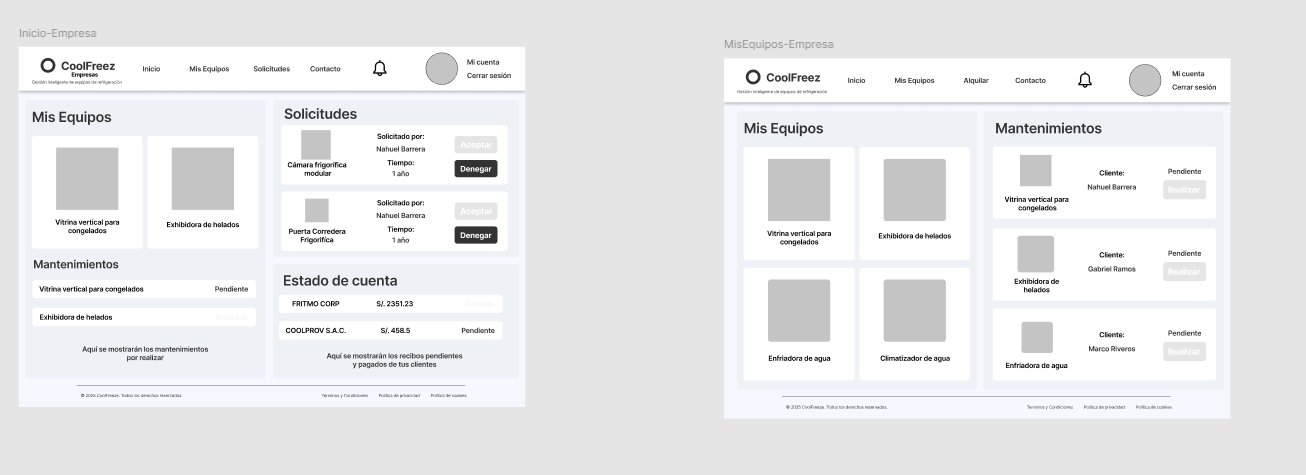 Inicio-Empresa
CoolFreez
Empresas
Gestión inteligente de equipos de refrigeración
Inicio
Mis Equipos
Solicitudes
Contacto
Mi cuenta
Cerrar sesión
Mis Equipos
Vitrina vertical para
congelados
Exhibidora de helados
Mantenimientos
Vitrina vertical para congelados
Pendiente
Exhibidora de helados
Aquí se mostrarán los mantenimientos
por realizar
Solicitudes
Cámara frigorífica
modular
Solicitado por:
Nahuel Barrera
Tiempo:
1 año
Aceptar
Denegar
Puerta Corredera
Frigorífica
Solicitado por:
Nahuel Barrera
Tiempo:
1 año
Aceptar
Denegar
Estado de cuenta
FRITMO CORP
S/. 2351.23
COOLPROV S.A.C.
S/. 458.5
Pendiente
Aquí se mostrarán los recibos pendientes
y pagados de tus clientes
© 2025 CoolFreeze. Todos los derechos reservados.
Terminos y Condiciones
Política de privacidad
Política de cookies
MisEquipos-Empresa
CoolFreez
Gestión inteligente de equipos de refrigeración
Inicio
Mis Equipos
Alquilar
Contacto
Mi cuenta
Cerrar sesión
Mis Equipos
Vitrina vertical para
congelados
Exhibidora de helados
Enfriadora de agua
Climatizador de agua
Mantenimientos
Vitrina vertical para
congelados
Cliente:
Nahuel Barrera
Pendiente
Realizar
Exhibidora de
helados
Cliente:
Gabriel Ramos
Pendiente
Realizar
Enfriadora de agua
Cliente:
Marco Riveros
Pendiente
Realizar
© 2025 CoolFreeze. Todos los derechos reservados.
Terminos y Condiciones
Política de privacidad
Política de cookies